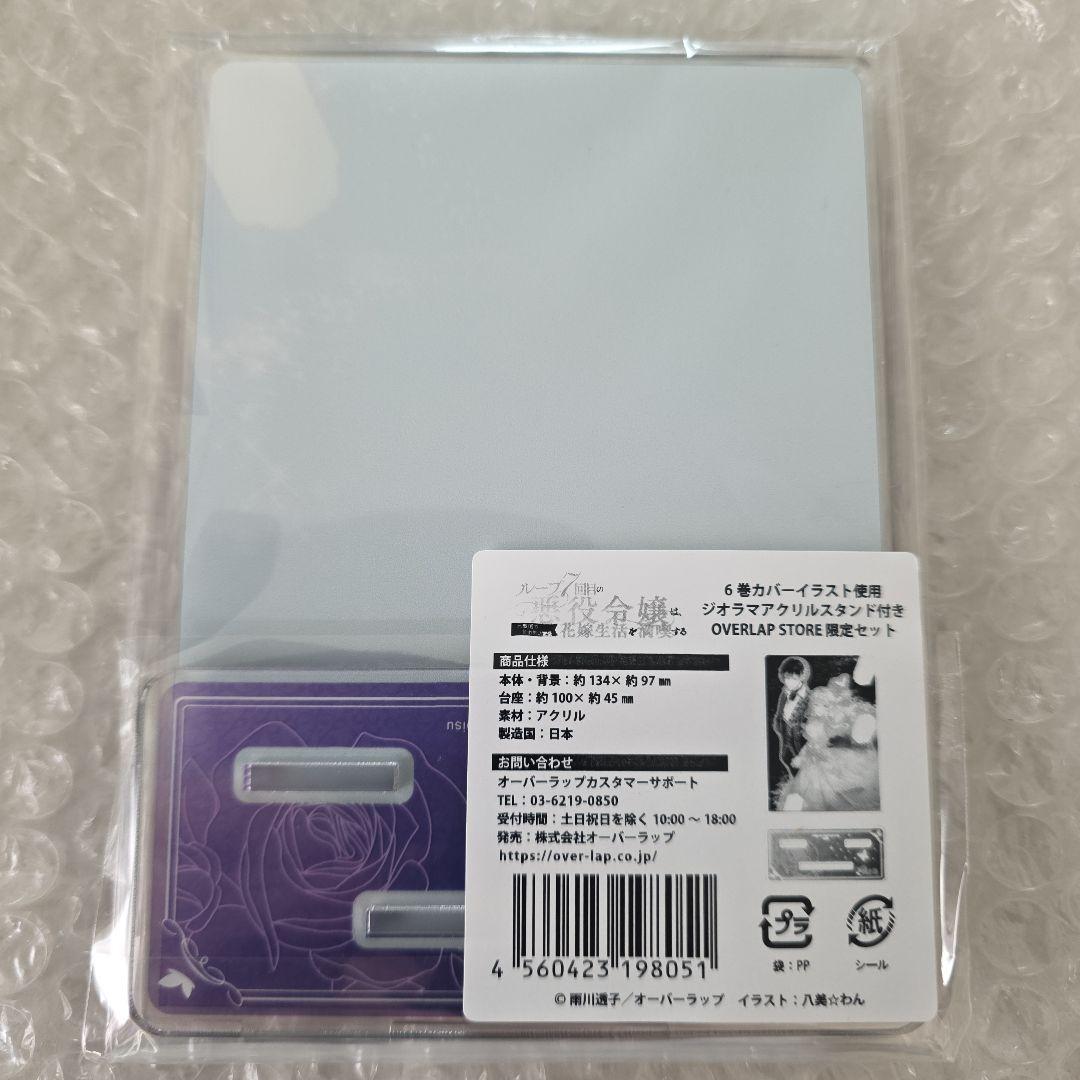 ループ7回目の
悪役令嬢は、
花嫁生活を満喫する
6巻カバーイラスト使用
ジオラマアクリルスタンド付き
OVERLAP STORE 限定セット
商品仕様
本体・背景：約 134× 約 97 ㎜
台座：約 100× 約 45 ㎜
素材：アクリル
製造国：日本
お問い合わせ
オーバーラップカスタマーサポート
TEL：03-6219-0850
受付時間：土日祝日を除く 10:00 ～ 18:00
発売：株式会社オーバーラップ
https://over-lap.co.jp/
4 560423 198051
プラ
袋：PP
紙
シール
© 雨川透子／オーバーラップ イラスト：八美☆わん